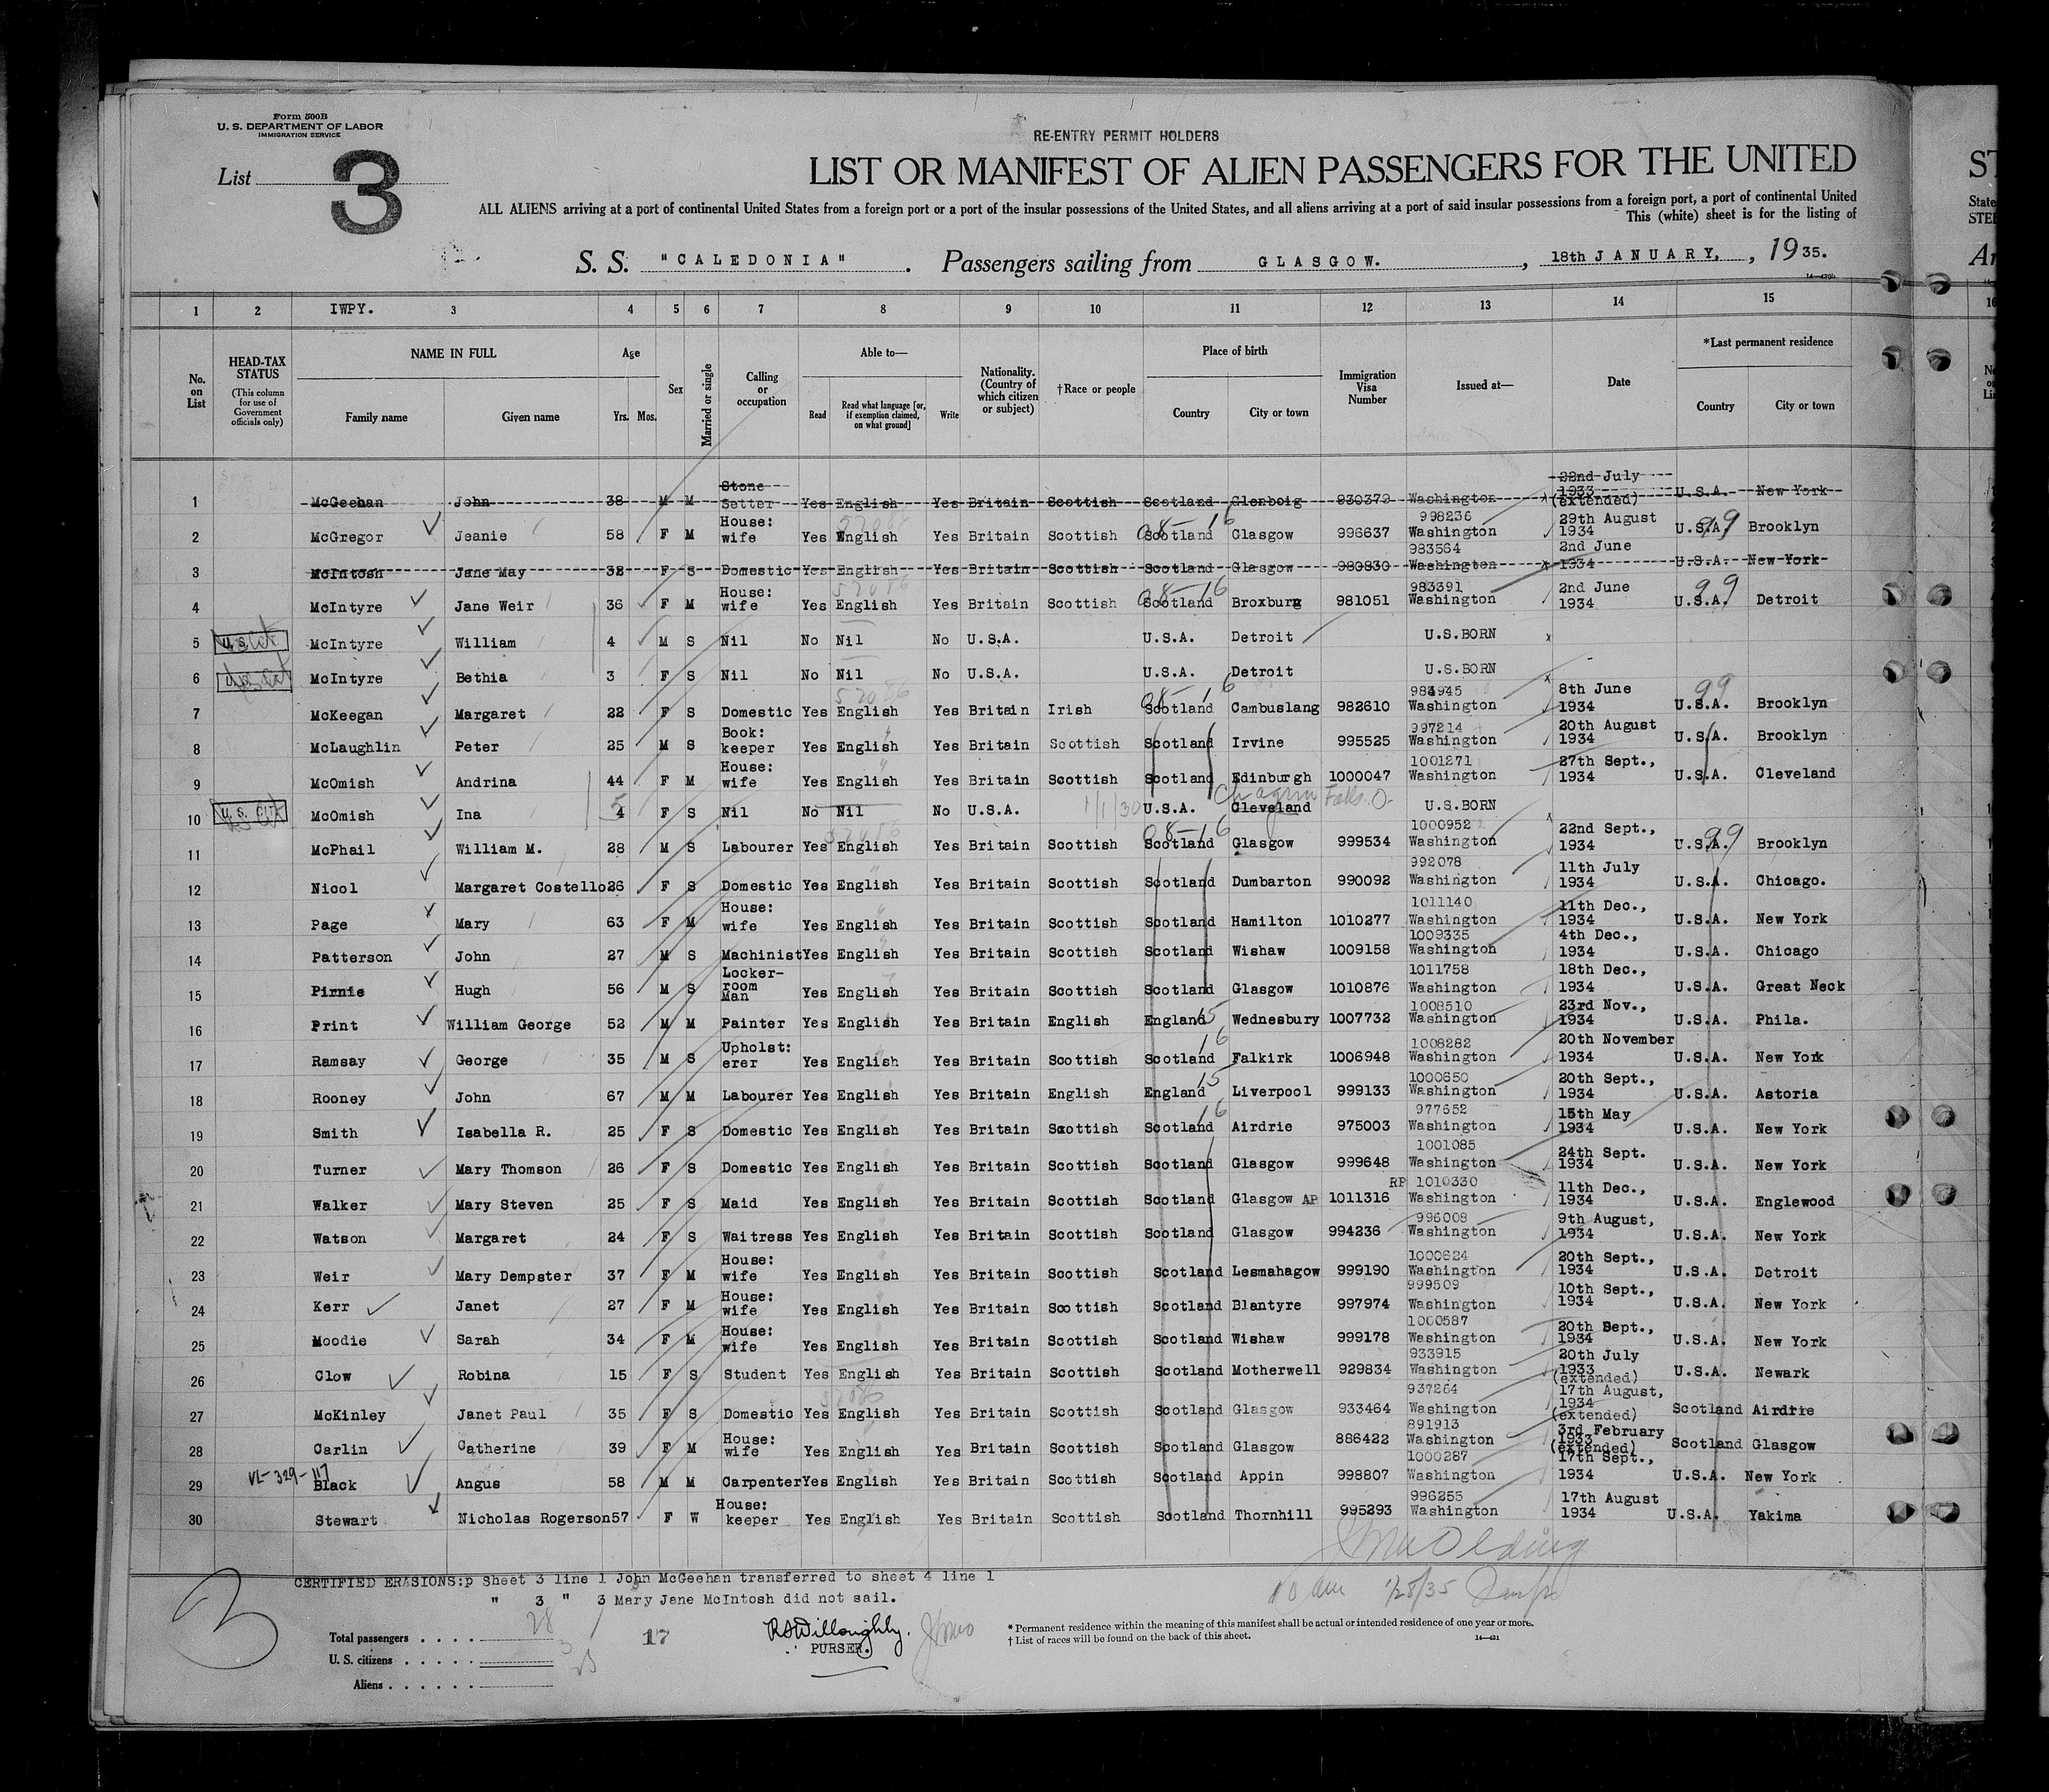 Form 500B
U. S. DEPARTMENT OF LABOR
IMMIGRATION SERVICE
List 3
RE-ENTRY PERMIT HOLDERS
LIST OR MANIFEST OF ALIEN PASSENGERS FOR THE UNITED
ALL ALIENS arriving at a port of continental United States from a foreign port or a port of the insular possessions of the United States, and all aliens arriving at a port of said insular possessions from a foreign port, a port of continental United
This (white) sheet is for the listing of
S. S. "CALEDONIA". Passengers sailing from GLASGOW., 18th JANUARY, , 1935.
14—429b
1 2 IWPY. 3 4 5 6 7 8 9 10 11 12 13 14 15
No. on List
HEAD-TAX STATUS (This column for use of Government officials only)
NAME IN FULL Family name Given name
Age Yrs. Mos.
Sex
Married or single
Calling or occupation
Able to— Read Read what language [or, if exemption claimed, on what ground] Write
Nationality. (Country of which citizen or subject)
†Race or people
Place of birth Country City or town
Immigration Visa Number
Issued at—
Date
*Last permanent residence Country City or town
1 McGeehan John 38 M M Stone Setter Yes English Yes Britain Scottish Scotland Glenboig 930372 Washington 22nd July 1933 (extended) U.S.A. New York
2 McGregor Jeanie 58 F M House: wife Yes English Yes Britain Scottish Scotland Glasgow 996637 998236 Washington 29th August 1934 U.S.A. Brooklyn
3 McIntosh Jane May 32 F S Domestic Yes English Yes Britain Scottish Scotland Glasgow 980830 983564 Washington 2nd June 1934 U.S.A. New York
4 McIntyre Jane Weir 36 F M House: wife Yes English Yes Britain Scottish Scotland Broxburn 981051 983391 Washington 2nd June 1934 U.S.A. Detroit
5 U.S. McIntyre William 4 M S Nil No Nil No U.S.A. U.S.A. Detroit U.S.BORN
6 McIntyre Bethia 3 F S Nil No Nil No U.S.A. U.S.A. Detroit U.S.BORN
7 McKeegan Margaret 22 F S Domestic Yes English Yes Britain Irish Scotland Cambuslang 982610 984945 Washington 8th June 1934 U.S.A. Brooklyn
8 McLaughlin Peter 25 M S Book: keeper Yes English Yes Britain Scottish Scotland Irvine 995525 997214 Washington 20th August 1934 U.S.A. Brooklyn
9 McOmish Andrina 44 F M House: wife Yes English Yes Britain Scottish Scotland Edinburgh 1000047 1001271 Washington 27th Sept., 1934 U.S.A. Cleveland
10 U. S. CIT McOmish Ina 4 5 F S Nil No Nil No U.S.A. 1/1/30 U.S.A. Cleveland Chagrin Falls. O. U.S.BORN
11 McPhail William M. 28 M S Labourer Yes English Yes Britain Scottish Scotland Glasgow 999534 1000952 Washington 22nd Sept., 1934 U.S.A. Brooklyn
12 Nicol Margaret Costello 26 F S Domestic Yes English Yes Britain Scottish Scotland Dumbarton 990092 992078 Washington 11th July 1934 U.S.A. Chicago.
13 Page Mary 63 F M House: wife Yes English Yes Britain Scottish Scotland Hamilton 1010277 1011140 Washington 11th Dec., 1934 U.S.A. New York
14 Patterson John 27 M S Machinist Yes English Yes Britain Scottish Scotland Wishaw 1009158 1009335 Washington 4th Dec., 1934 U.S.A. Chicago
15 Pirnie Hugh 56 M S Locker-room Man Yes English Yes Britain Scottish Scotland Glasgow 1010876 1011758 Washington 18th Dec., 1934 U.S.A. Great Neck
16 Print William George 52 M M Painter Yes English Yes Britain English England Wednesbury 1007732 1008510 Washington 23rd Nov., 1934 U.S.A. Phila.
17 Ramsay George 35 M S Upholst: erer Yes English Yes Britain Scottish Scotland Falkirk 1006948 1008282 Washington 20th November 1934 U.S.A. New York
18 Rooney John 67 M M Labourer Yes English Yes Britain English England Liverpool 999133 1000650 Washington 20th Sept., 1934 U.S.A. Astoria
19 Smith Isabella R. 25 F S Domestic Yes English Yes Britain Scottish Scotland Airdrie 975003 977652 Washington 15th May 1934 U.S.A. New York
20 Turner Mary Thomson 26 F S Domestic Yes English Yes Britain Scottish Scotland Glasgow 999648 1001085 Washington 24th Sept. 1934 U.S.A. New York
21 Walker Mary Steven 25 F S Maid Yes English Yes Britain Scottish Scotland Glasgow AP 1011316 RP 1010330 Washington 11th Dec., 1934 U.S.A. Englewood
22 Watson Margaret 24 F S Waitress Yes English Yes Britain Scottish Scotland Glasgow 994236 996008 Washington 9th August, 1934 U.S.A. New York
23 Weir Mary Dempster 37 F M House: wife Yes English Yes Britain Scottish Scotland Lesmahagow 999190 1000624 Washington 20th Sept., 1934 U.S.A. Detroit
24 Kerr Janet 27 F M House: wife Yes English Yes Britain Scottish Scotland Blantyre 997974 999509 Washington 10th Sept., 1934 U.S.A. New York
25 Moodie Sarah 34 F M House: wife Yes English Yes Britain Scottish Scotland Wishaw 999178 1000587 Washington 20th Sept., 1934 U.S.A. New York
26 Clow Robina 15 F S Student Yes English Yes Britain Scottish Scotland Motherwell 929834 933915 Washington 20th July 1933 (extended) U.S.A. Newark
27 McKinley Janet Paul 35 F S Domestic Yes English Yes Britain Scottish Scotland Glasgow 933464 937264 Washington 17th August, 1934 (extended) Scotland Airdrie
28 Carlin Catherine 39 F M House: wife Yes English Yes Britain Scottish Scotland Glasgow 886422 891913 Washington 3rd February 1933 (extended) Scotland Glasgow
29 VL-329-117 Black Angus 58 M M Carpenter Yes English Yes Britain Scottish Scotland Appin 998807 1000287 Washington 17th Sept., 1934 U.S.A. New York
30 Stewart Nicholas Rogerson 57 F W House: keeper Yes English Yes Britain Scottish Scotland Thornhill 995293 996255 Washington 17th August 1934 U.S.A. Yakima
CERTIFIED ERASIONS:p Sheet 3 line 1 John McGeehan transferred to sheet 4 line 1
" 3 " 3 Mary Jane McIntosh did not sail.
1/28/35
Total passengers . . . . 28
U. S. citizens . . . . . 3
Aliens . . . . . . 25
17
RSWilloughby.
PURSER.
* Permanent residence within the meaning of this manifest shall be actual or intended residence of one year or more.
† List of races will be found on the back of this sheet.
14—431
3